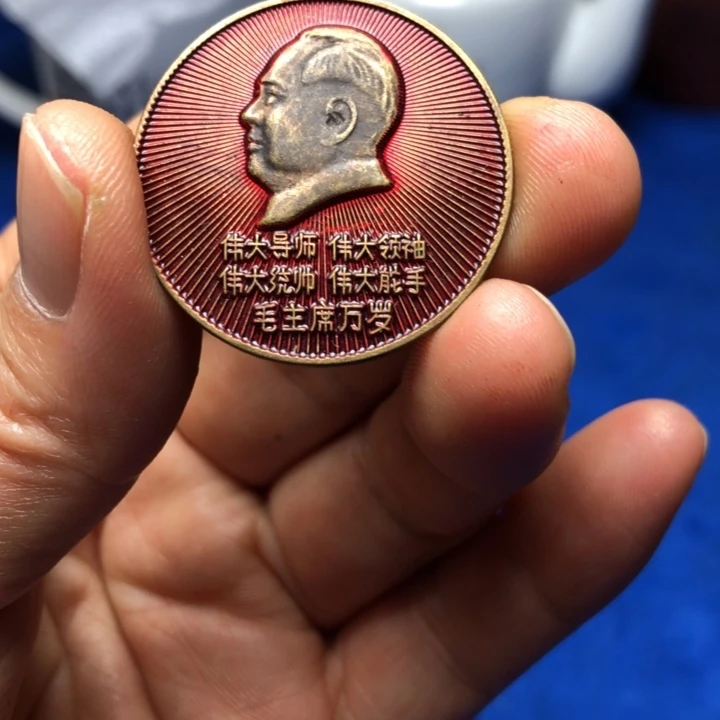 伟大导师 伟大领袖
伟大统帅 伟大舵手
毛主席万岁